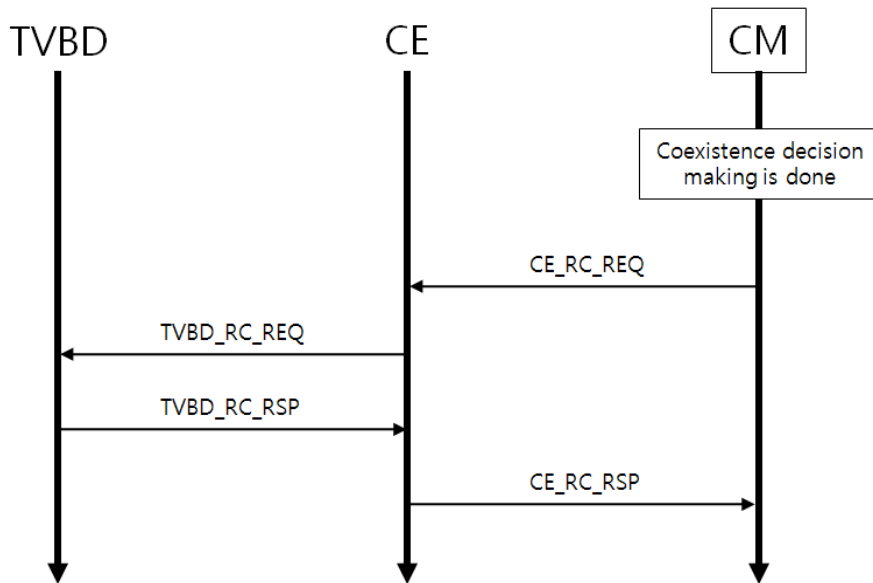 TVBD
CE
CM
Coexistence decision
making is done
CE_RC_REQ
TVBD_RC_REQ
TVBD_RC_RSP
CE_RC_RSP